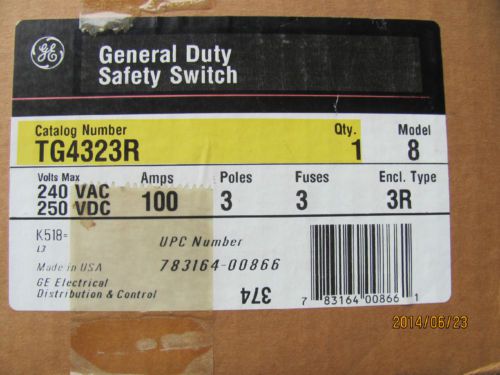 GE
General Duty
Safety Switch
Catalog Number Qty. Model
TG4323R 1 8
Volts Max Amps Poles Fuses Encl. Type
240 VAC
250 VDC 100 3 3 3R
K518=
L3
UPC Number
Made in USA 783164-00866
GE Electrical
Distribution & Control
374
7 83164 00866 1
2014/06/23